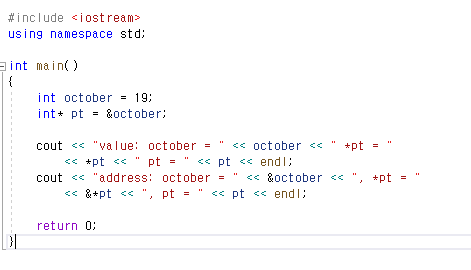 #include <iostream>
using namespace std;
int main()
{
int october = 19;
int* pt = &october;
cout << "value: october = " << october << " *pt = "
<< *pt << " pt = " << pt << endl;
cout << "address: october = " << &october << ", *pt = "
<< &*pt << ", pt = " << pt << endl;
return 0;
}